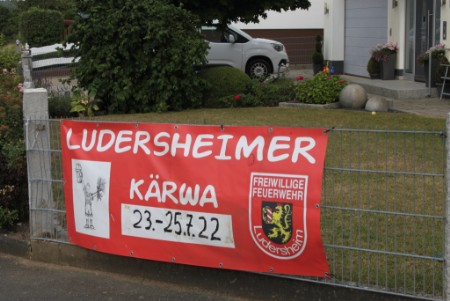 LUDERSHEIMER
KÄRWA
23.-25.7.22
FREIWILLIGE
FEUERWEHR
Ludersheim